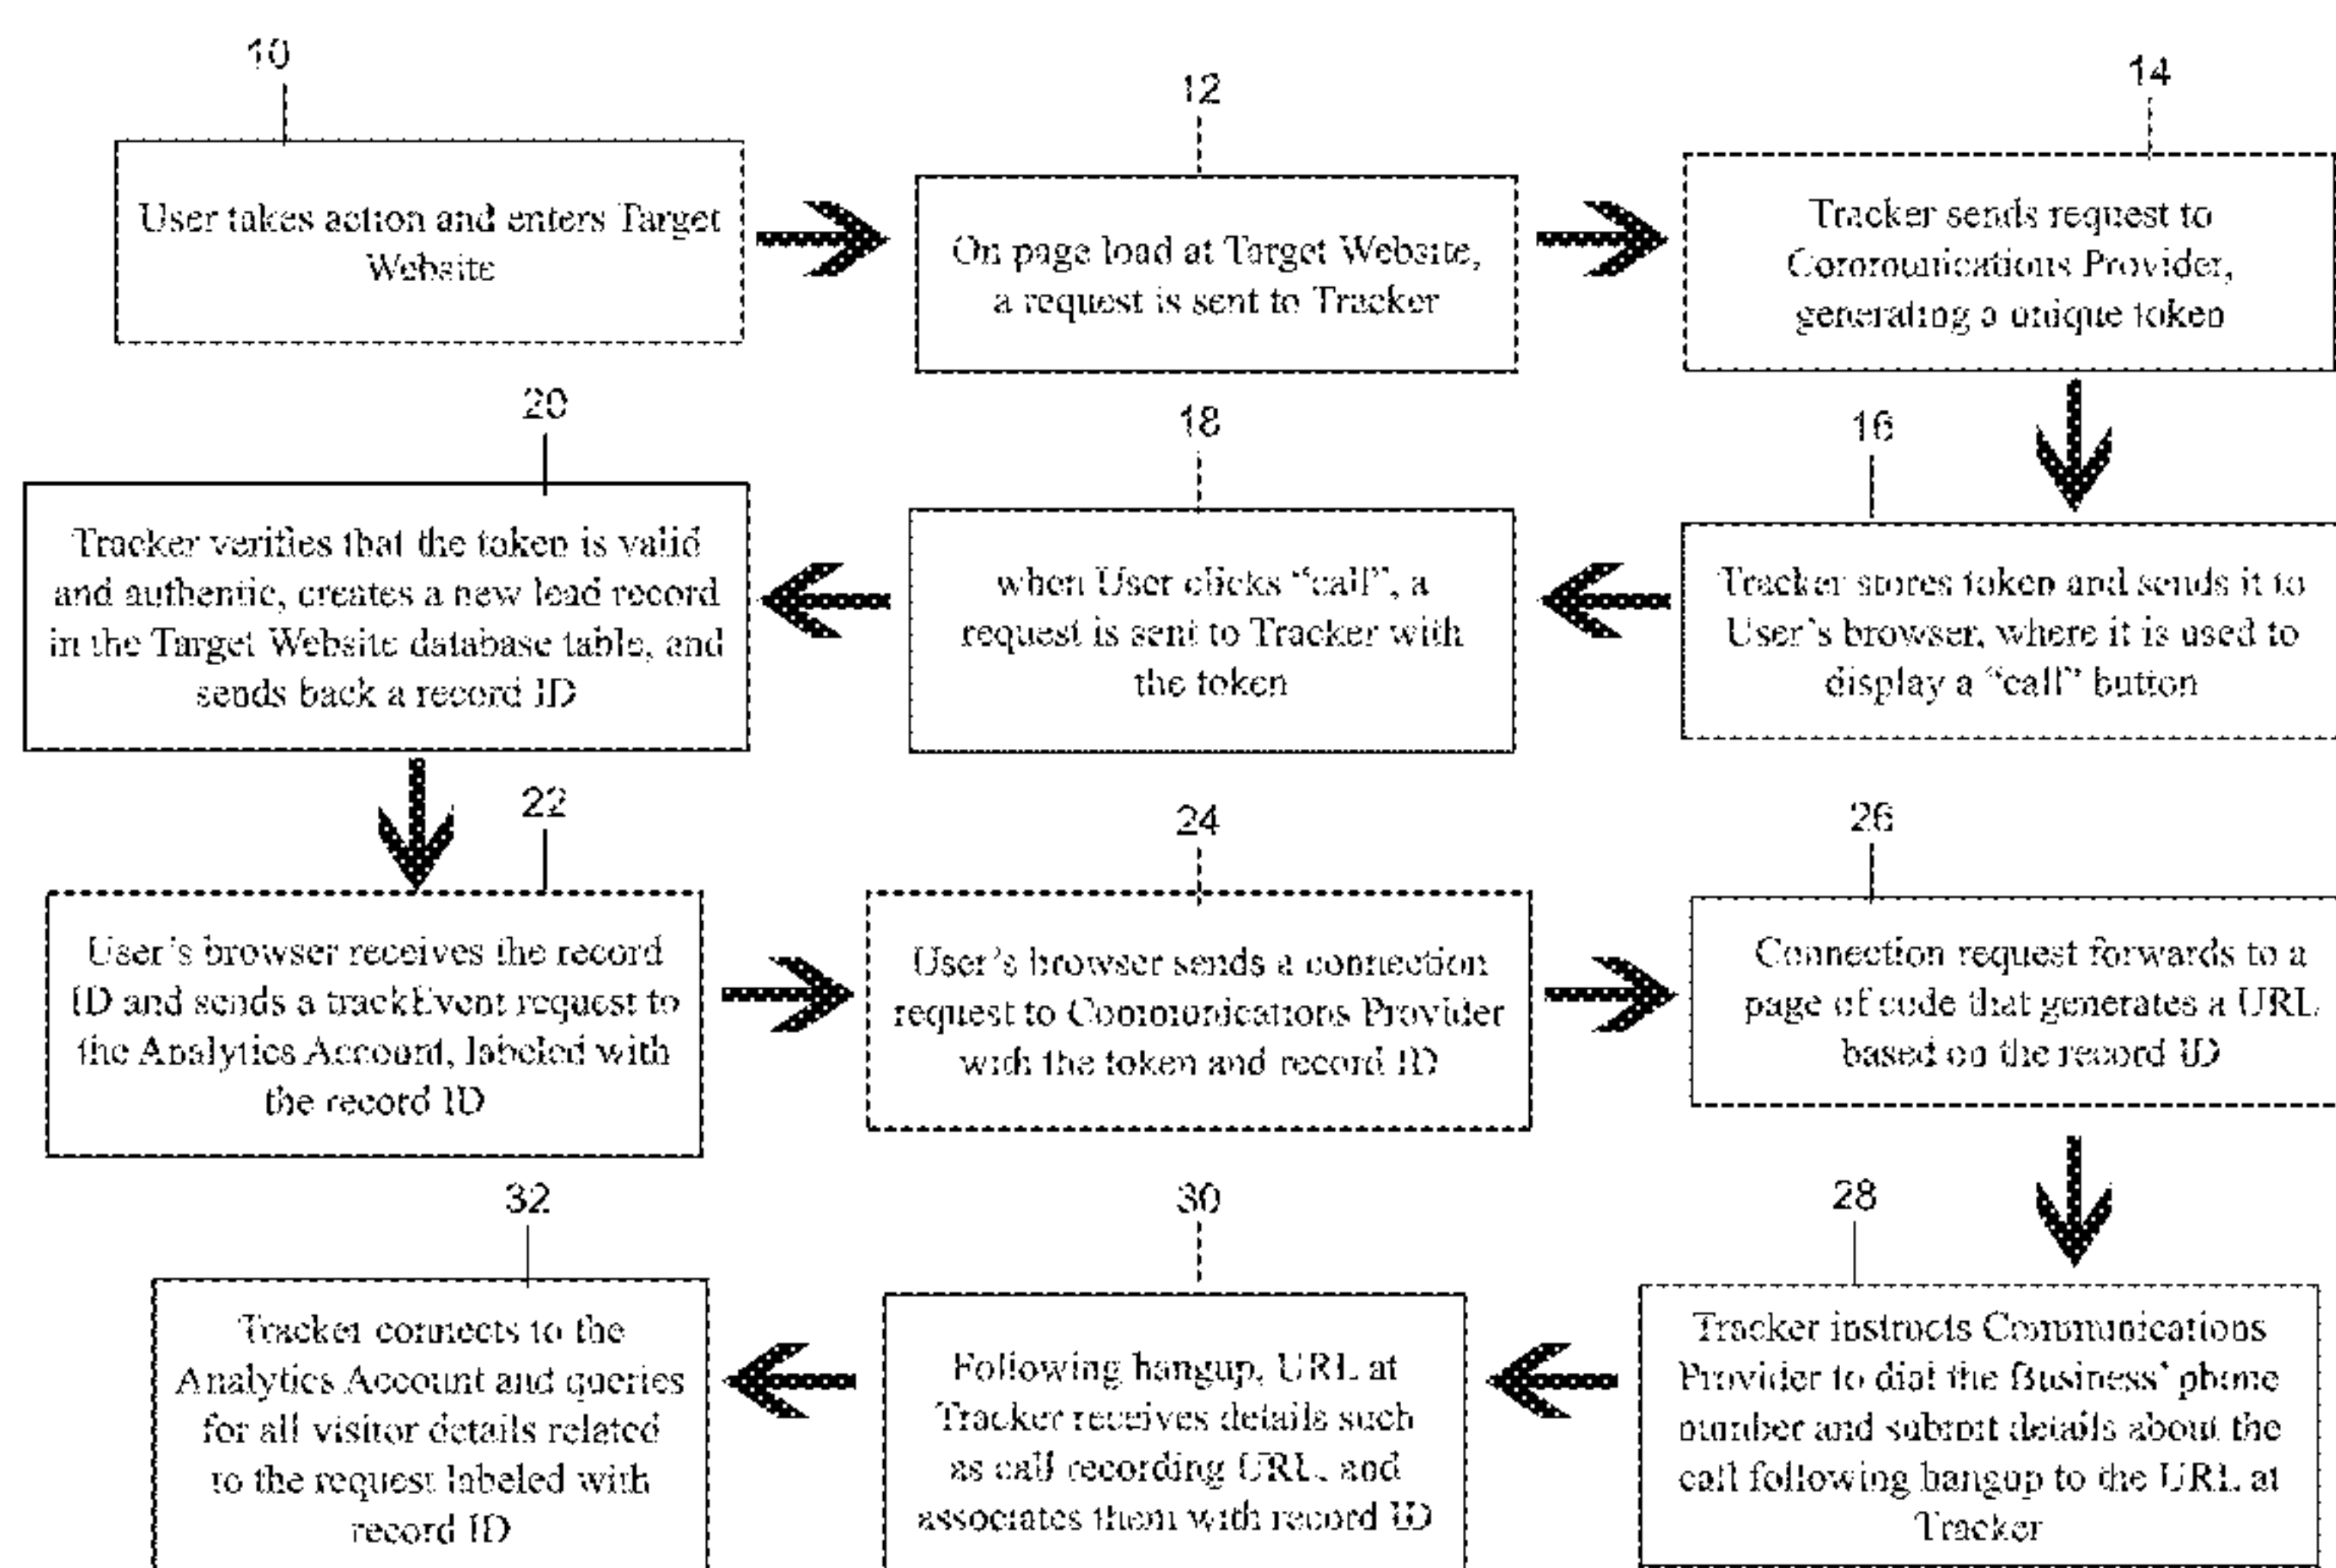 10
User takes action and enters Target
Website
12
On page load at Target Website,
a request is sent to Tracker
14
Tracker sends request to
Communications Provider,
generating a unique token
16
Tracker stores token and sends it to
User's browser, where it is used to
display a “call” button
18
when User clicks “call”, a
request is sent to Tracker with
the token
20
Tracker verifies that the token is valid
and authentic, creates a new lead record
in the Target Website database table, and
sends back a record ID
22
User's browser receives the record
ID and sends a trackEvent request to
the Analytics Account, labeled with
the record ID
24
User's browser sends a connection
request to Communications Provider
with the token and record ID
26
Connection request forwards to a
page of code that generates a URL
based on the record ID
28
Tracker instructs Communications
Provider to dial the Business' phone
number and submit details about the
call following hangup to the URL at
Tracker
30
Following hangup, URL at
Tracker receives details such
as call recording URL, and
associates them with record ID
32
Tracker connects to the
Analytics Account and queries
for all visitor details related
to the request labeled with
record ID